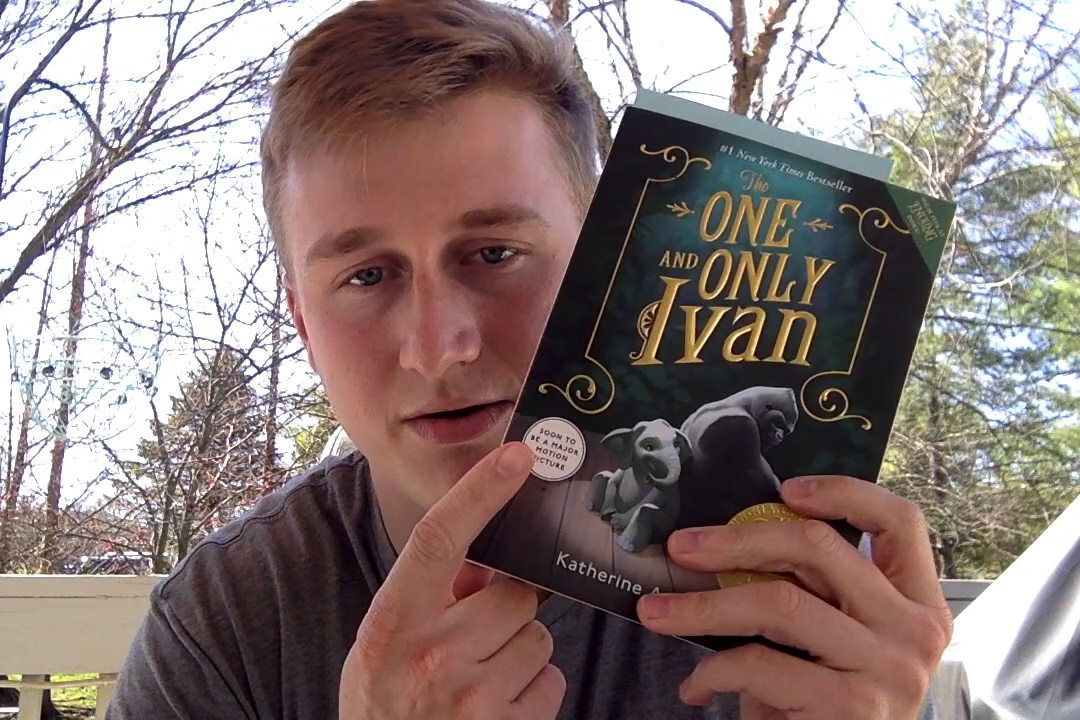 #1 New York Times Bestseller
The
ONE
AND ONLY
Ivan
SOON TO
BE A MAJOR
MOTION
PICTURE
Katherine